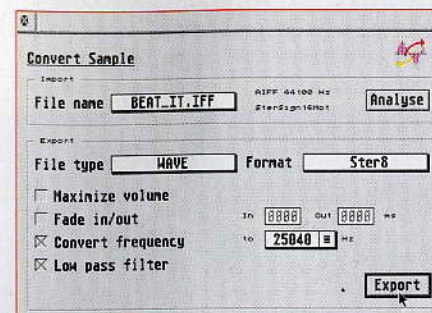 Convert Sample
Import
File name BEAT_IT.IFF
AIFF 44100 Hz
SterSign16Mot
Analyse
Export
File type WAVE Format Ster8
Maximize volume
Fade in/out In 0000 Out 0000 ms
Convert frequency to 25040 Hz
Low pass filter
Export